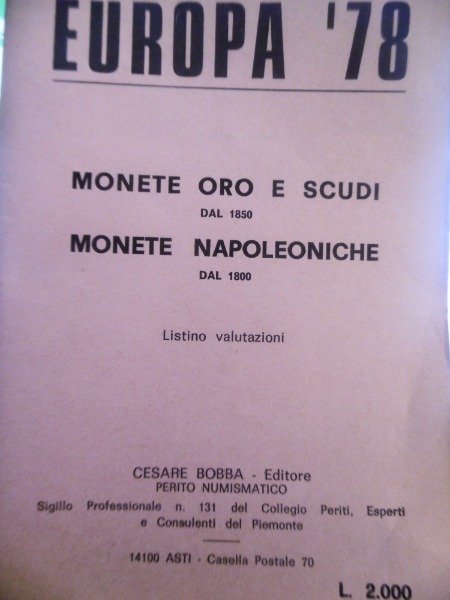 EUROPA '78
MONETE ORO E SCUDI
DAL 1850
MONETE NAPOLEONICHE
DAL 1800
Listino valutazioni
CESARE BOBBA - Editore
PERITO NUMISMATICO
Sigillo Professionale n. 131 del Collegio Periti, Esperti
e Consulenti del Piemonte
14100 ASTI - Casella Postale 70
L. 2.000